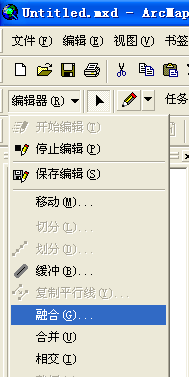 Untitled.mxd - ArcMap
文件(F) 编辑(E) 视图(V) 书签
编辑器(R) 任务
开始编辑(T)
停止编辑(P)
保存编辑(S)
移动(M)...
切分(L)...
划分(D)...
缓冲(B)...
复制平行线(Y)...
融合(G)...
合并(U)
相交(I)